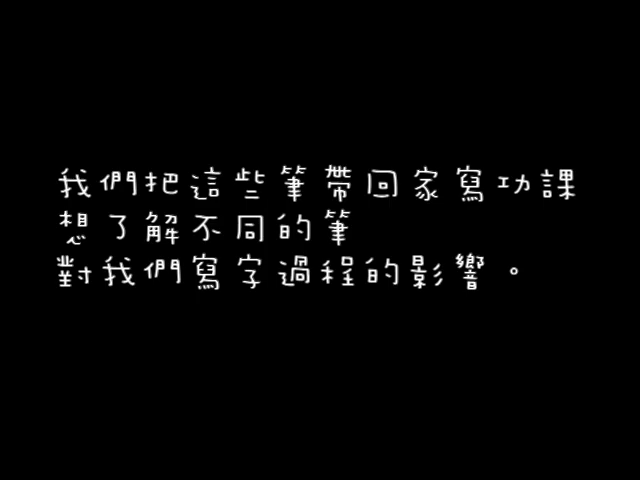 我們把這些筆帶回家寫功課
想了解不同的筆
對我們寫字過程的影響。